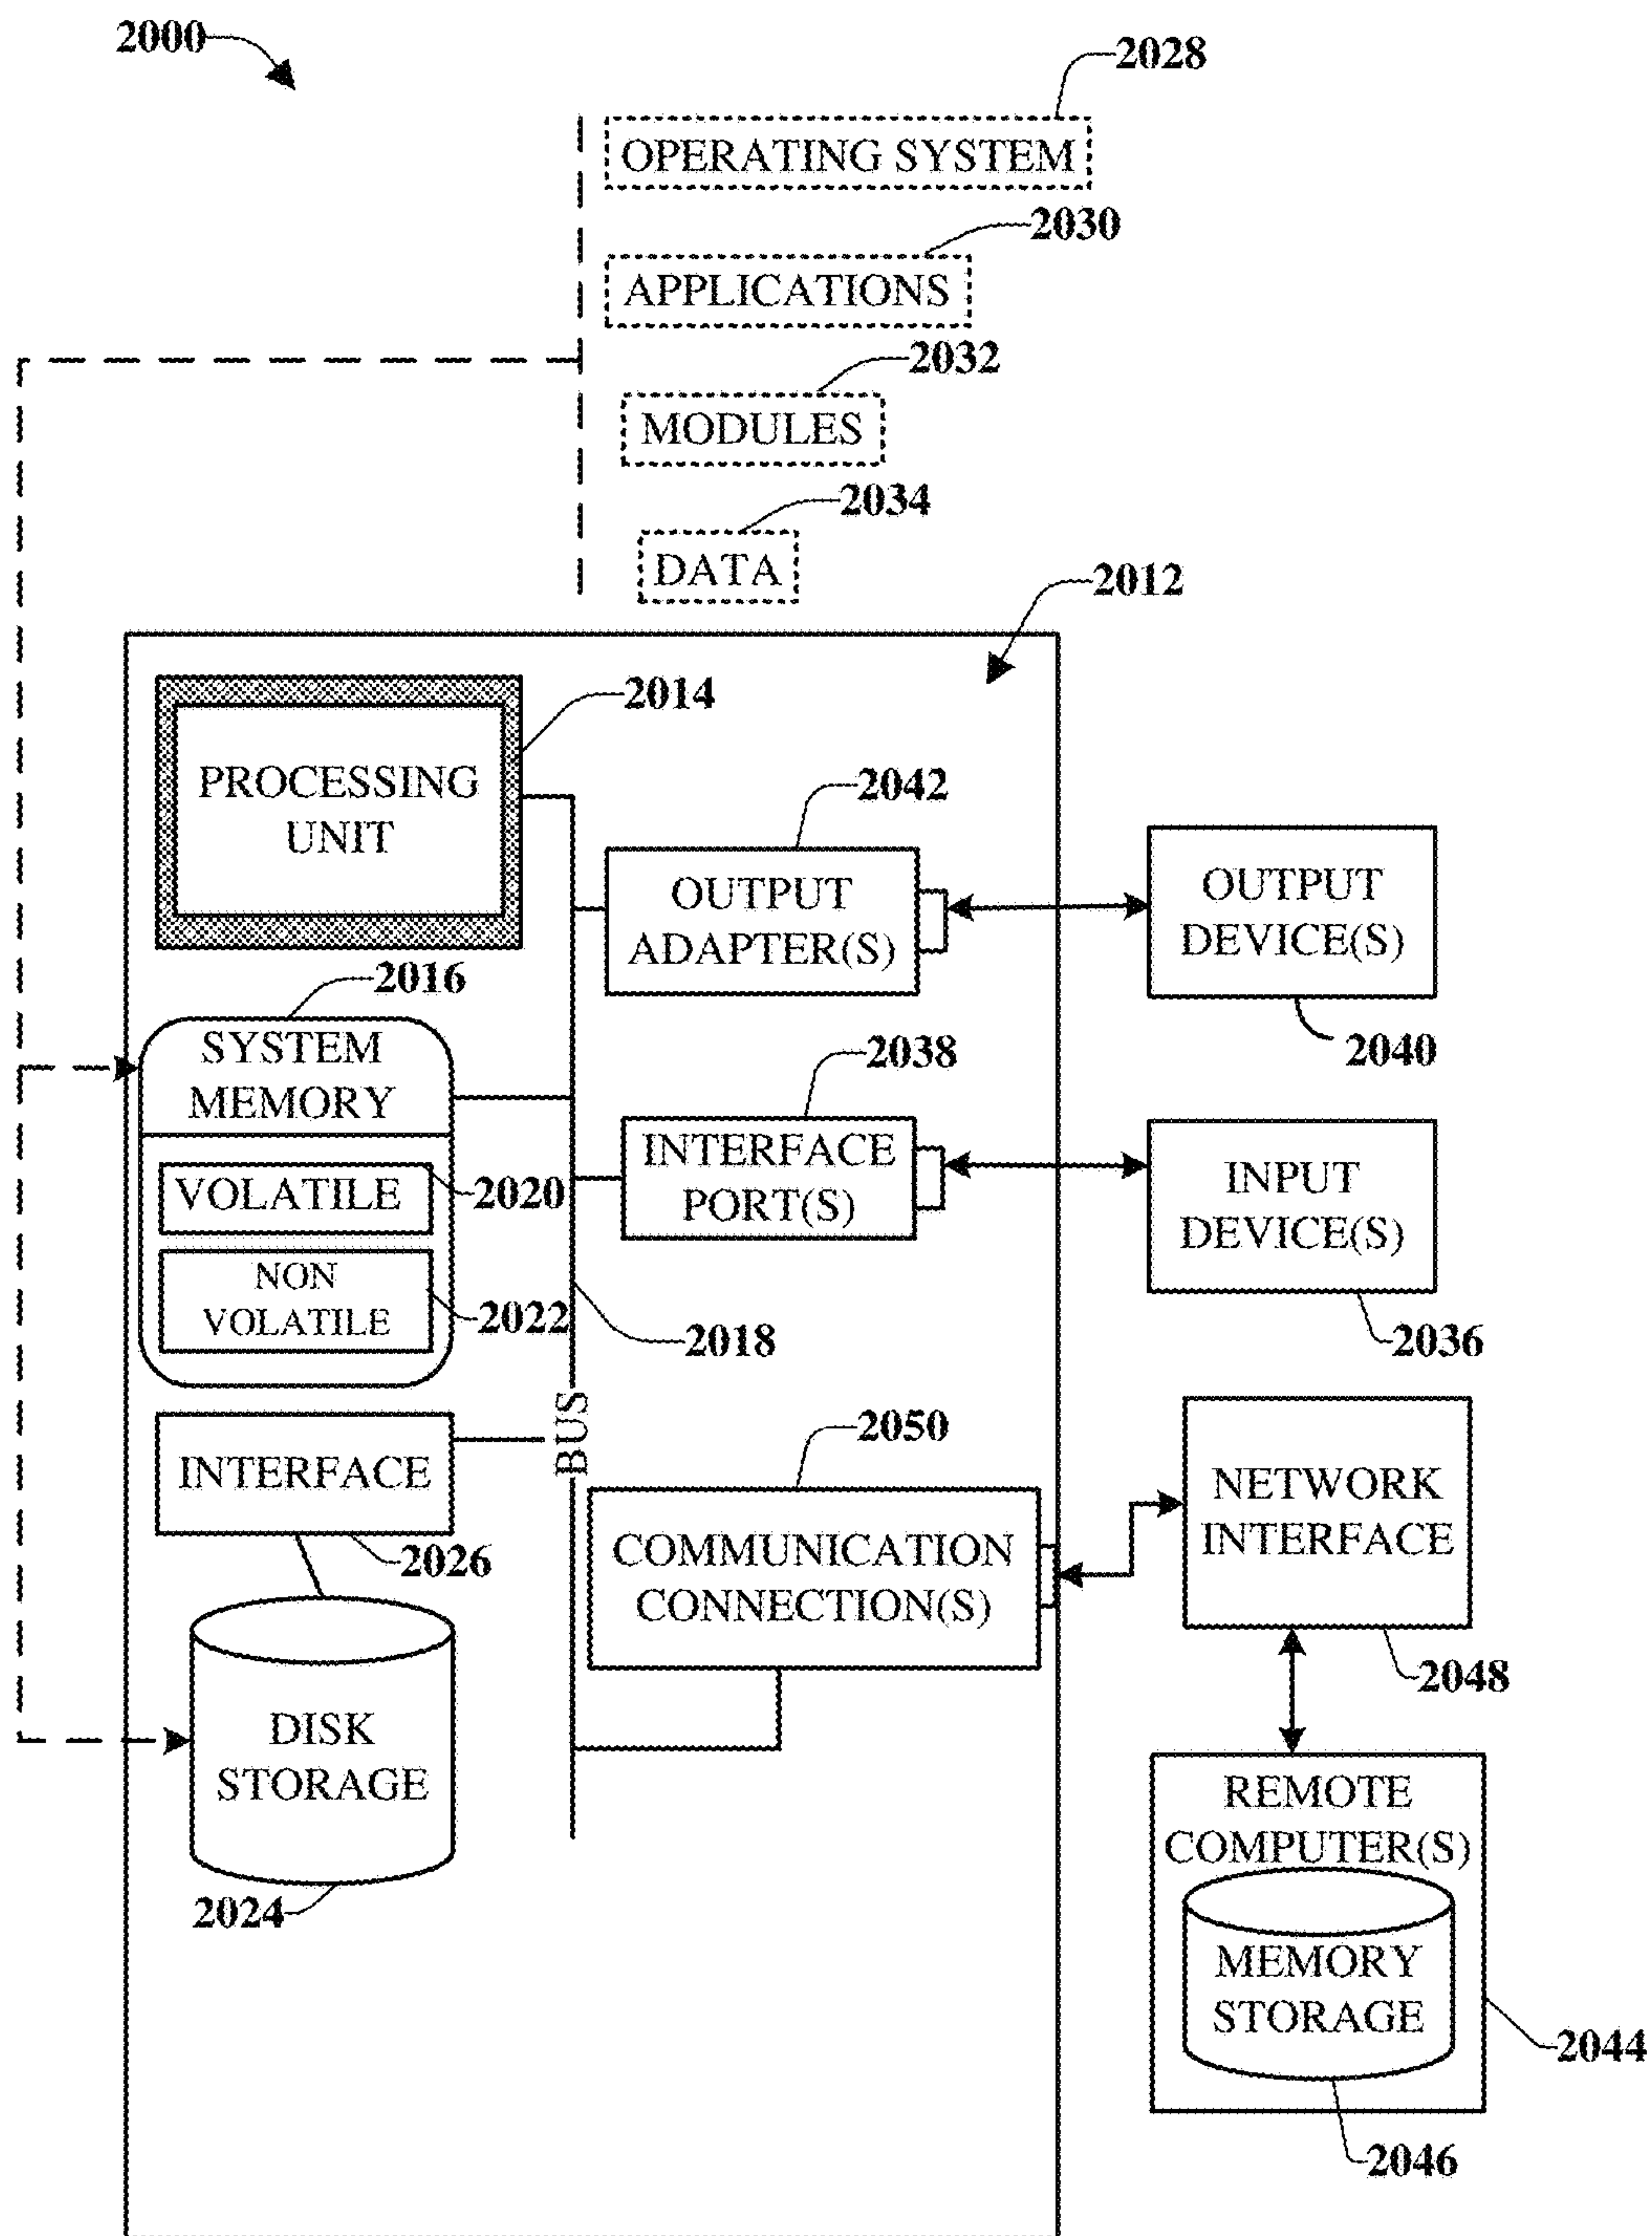 2000
2028
OPERATING SYSTEM
2030
APPLICATIONS
2032
MODULES
2034
DATA
2012
2014
PROCESSING
UNIT
2042
OUTPUT
ADAPTER(S)
OUTPUT
DEVICE(S)
2040
2016
SYSTEM
MEMORY
VOLATILE
2020
NON
VOLATILE
2022
2038
INTERFACE
PORT(S)
INPUT
DEVICE(S)
2036
2018
BUS
INTERFACE
2026
2050
COMMUNICATION
CONNECTION(S)
NETWORK
INTERFACE
2048
DISK
STORAGE
2024
REMOTE
COMPUTER(S)
MEMORY
STORAGE
2044
2046